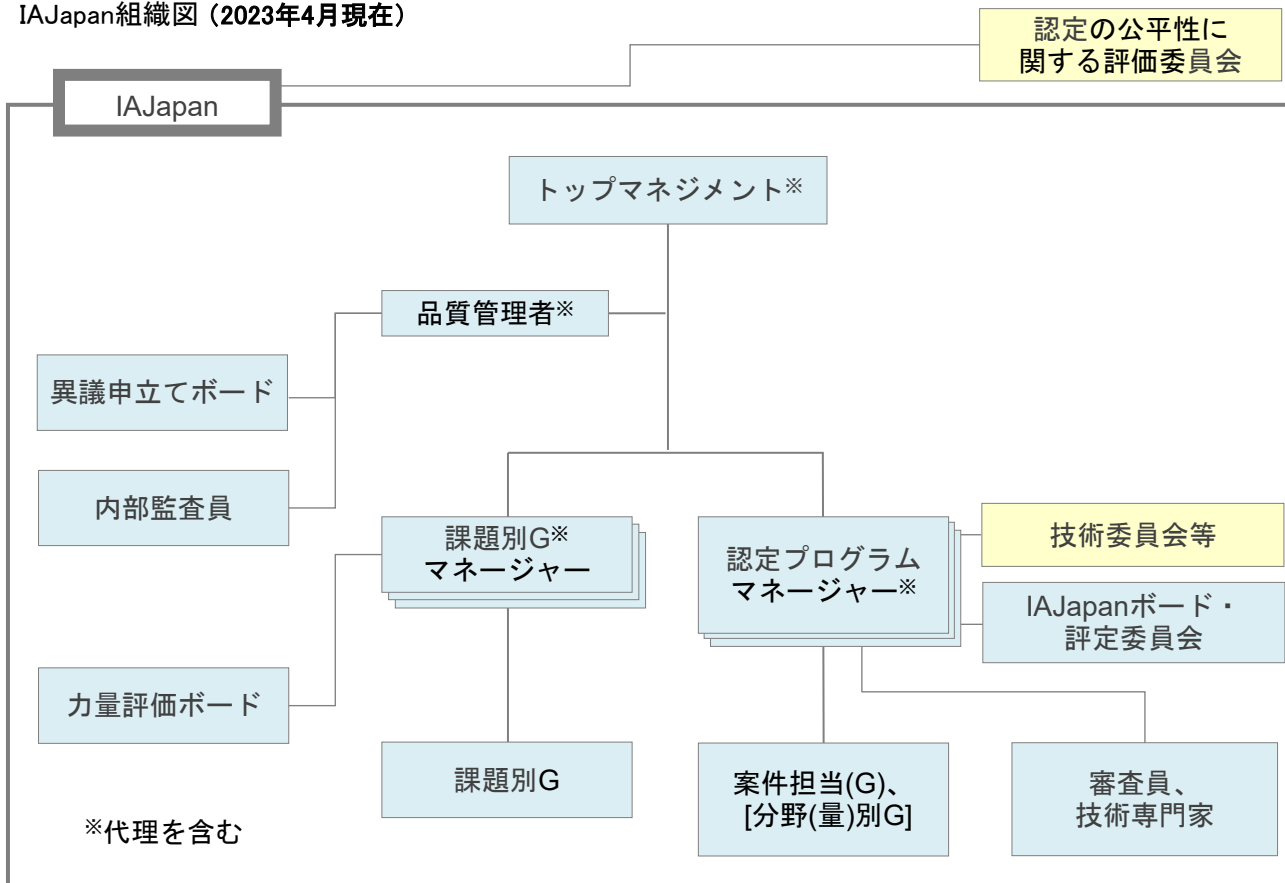 IAJapan組織図（2023年4月現在）
認定の公平性に
関する評価委員会
IAJapan
トップマネジメント※
品質管理者※
異議申立てボード
内部監査員
課題別G※
マネージャー
認定プログラム
マネージャー※
技術委員会等
IAJapanボード・
評定委員会
力量評価ボード
課題別G
案件担当(G)、
[分野(量)別G]
審査員、
技術専門家
※代理を含む